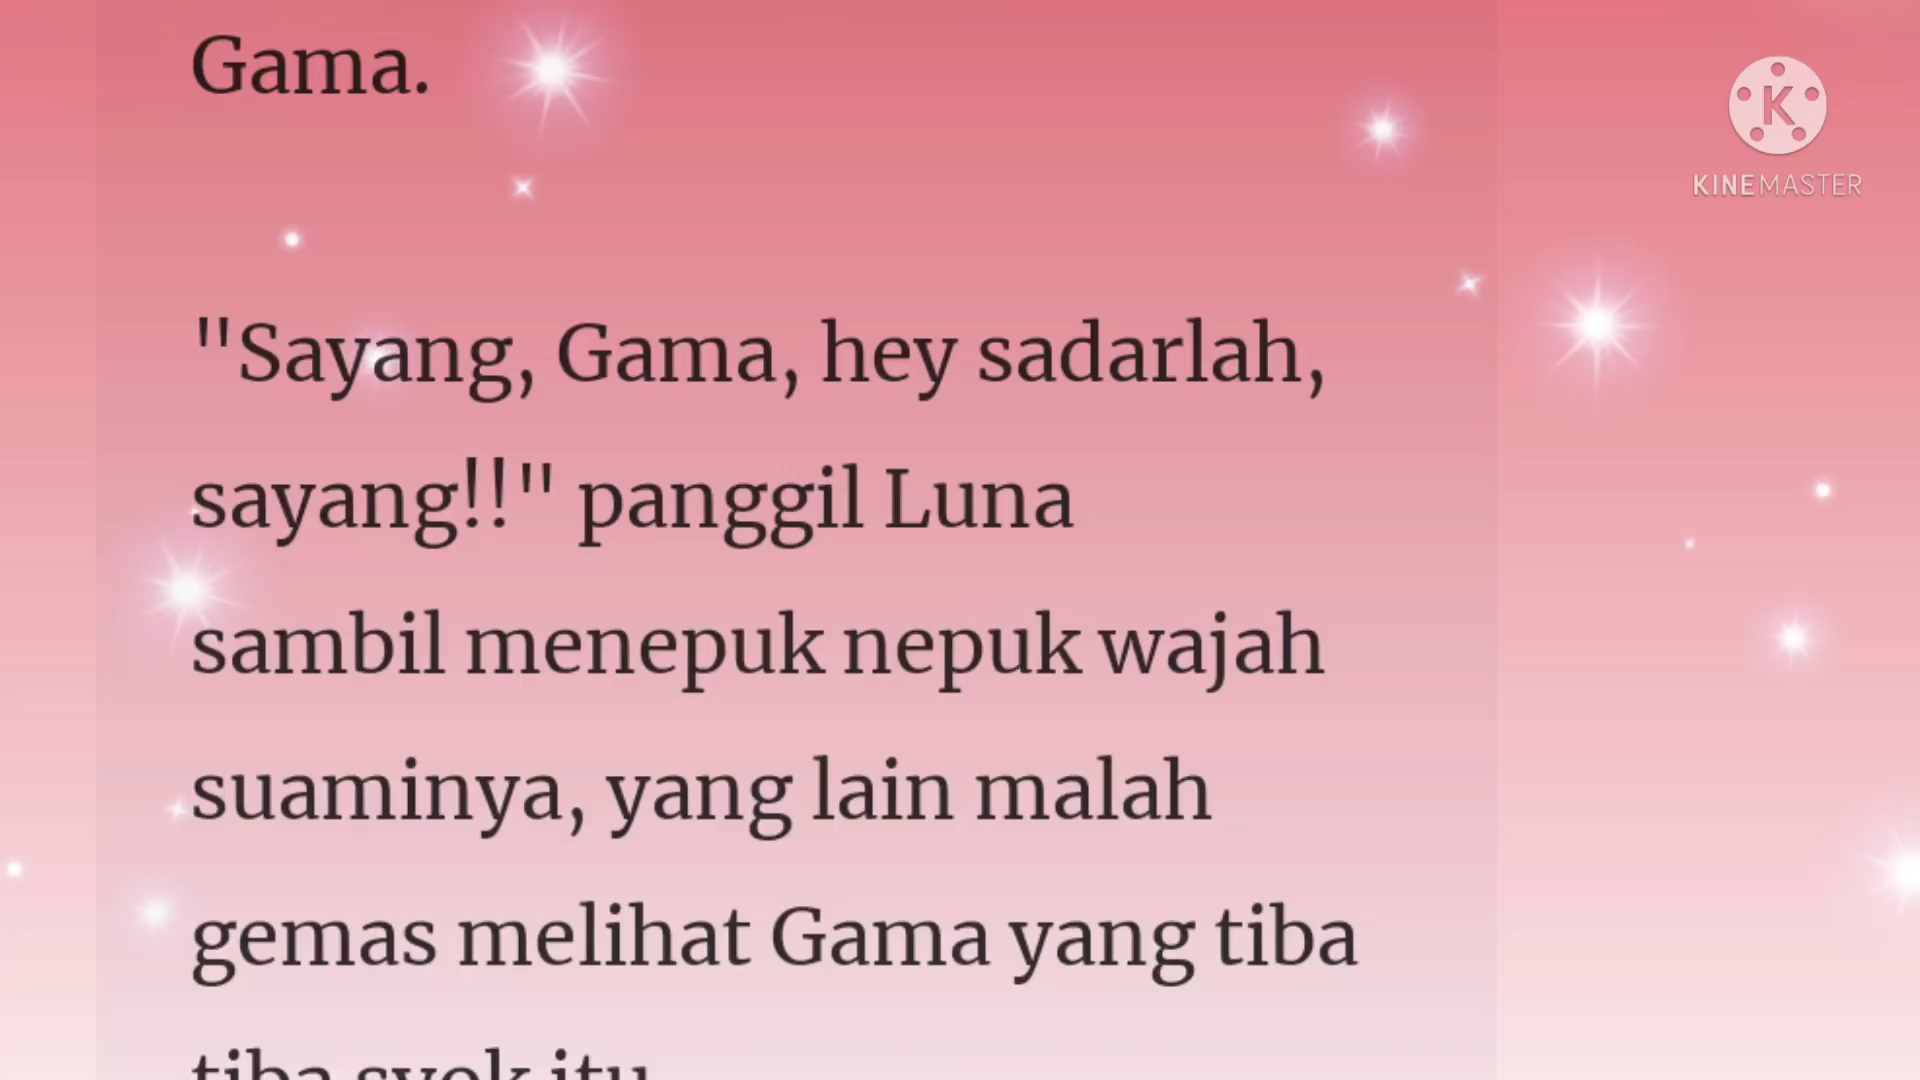 Gama.
K
KINEMASTER
"Sayang, Gama, hey sadarlah,
sayang!!" panggil Luna
sambil menepuk nepuk wajah
suaminya, yang lain malah
gemas melihat Gama yang tiba
tiba syok itu